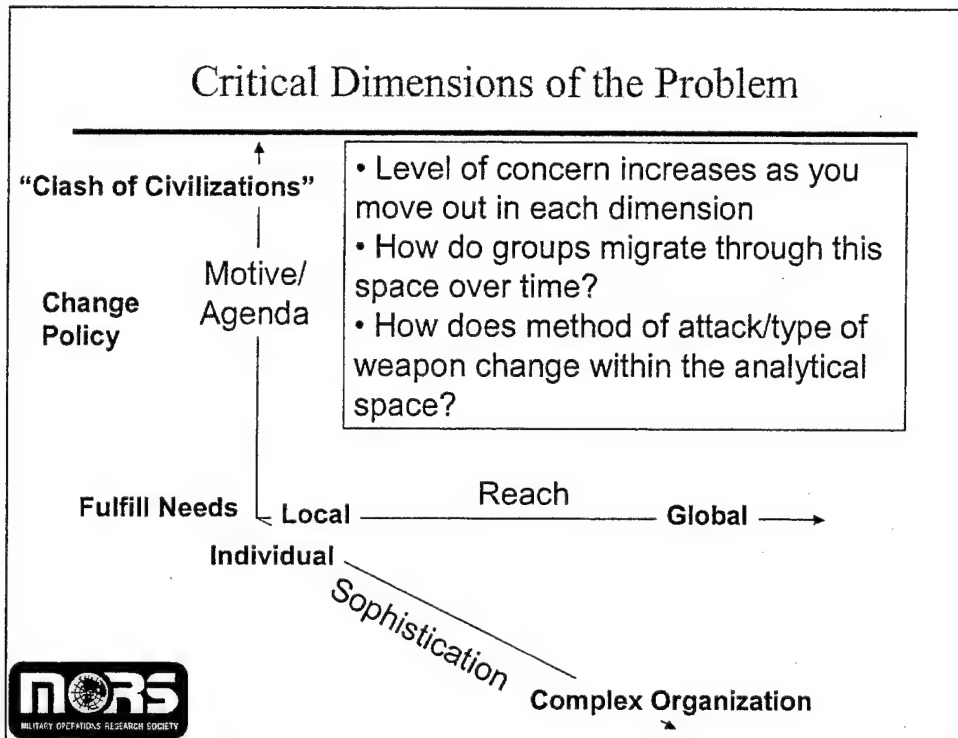 Critical Dimensions of the Problem
"Clash of Civilizations"
Motive/
Agenda
Change
Policy
• Level of concern increases as you
move out in each dimension
• How do groups migrate through this
space over time?
• How does method of attack/type of
weapon change within the analytical
space?
Fulfill Needs
Local
Reach
Global
Individual
Sophistication
Complex Organization
MORS
MILITARY OPERATIONS RESEARCH SOCIETY